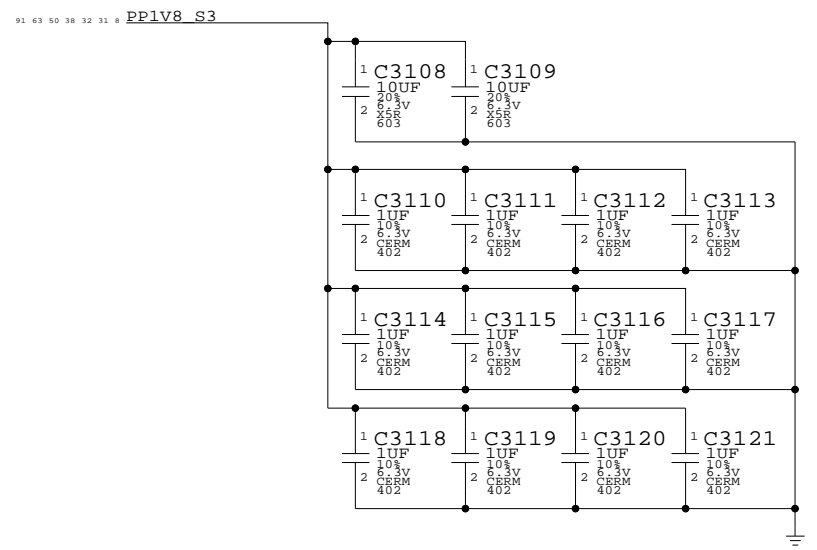 91 63 50 38 32 31 8 PP1V8_S3
1 C3108 1 C3109
10UF 10UF
20% 20%
6.3V 6.3V
2 X5R 2 X5R
603 603
1 C3110 1 C3111 1 C3112 1 C3113
1UF 1UF 1UF 1UF
10% 10% 10% 10%
6.3V 6.3V 6.3V 6.3V
2 CERM 2 CERM 2 CERM 2 CERM
402 402 402 402
1 C3114 1 C3115 1 C3116 1 C3117
1UF 1UF 1UF 1UF
10% 10% 10% 10%
6.3V 6.3V 6.3V 6.3V
2 CERM 2 CERM 2 CERM 2 CERM
402 402 402 402
1 C3118 1 C3119 1 C3120 1 C3121
1UF 1UF 1UF 1UF
10% 10% 10% 10%
6.3V 6.3V 6.3V 6.3V
2 CERM 2 CERM 2 CERM 2 CERM
402 402 402 402